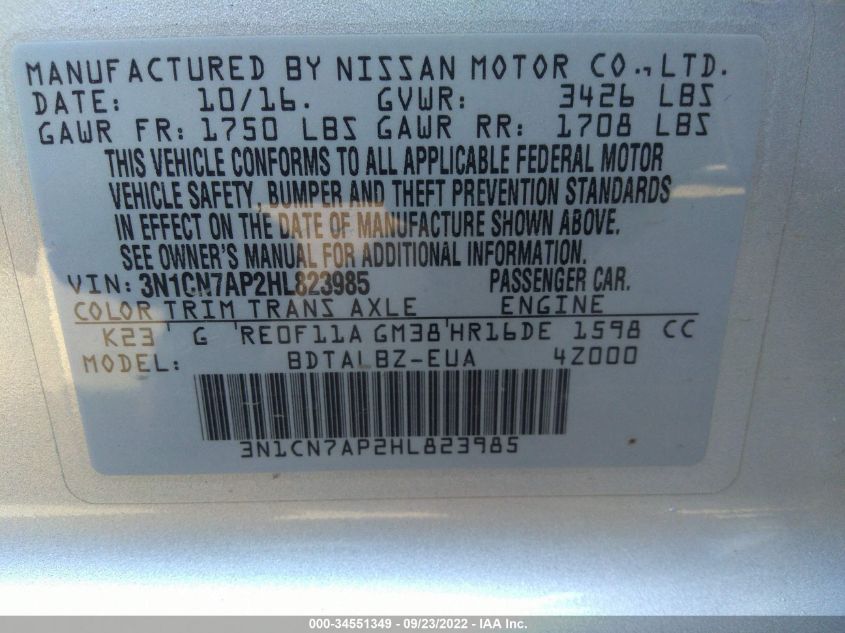 MANUFACTURED BY NISSAN MOTOR CO.,LTD.
DATE: 10/16. GVWR: 3426 LBS
GAWR FR: 1750 LBS GAWR RR: 1708 LBS
THIS VEHICLE CONFORMS TO ALL APPLICABLE FEDERAL MOTOR
VEHICLE SAFETY, BUMPER AND THEFT PREVENTION STANDARDS
IN EFFECT ON THE DATE OF MANUFACTURE SHOWN ABOVE.
SEE OWNER'S MANUAL FOR ADDITIONAL INFORMATION.
VIN: 3N1CN7AP2HL823985 PASSENGER CAR.
COLOR TRIM TRANS AXLE ENGINE
K23 G RE0F11A GM38 HR16DE 1598 CC
MODEL: BDTALBZ-EUA 4Z000
3N1CN7AP2HL823985
000-34551349 - 09/23/2022 - IAA Inc.